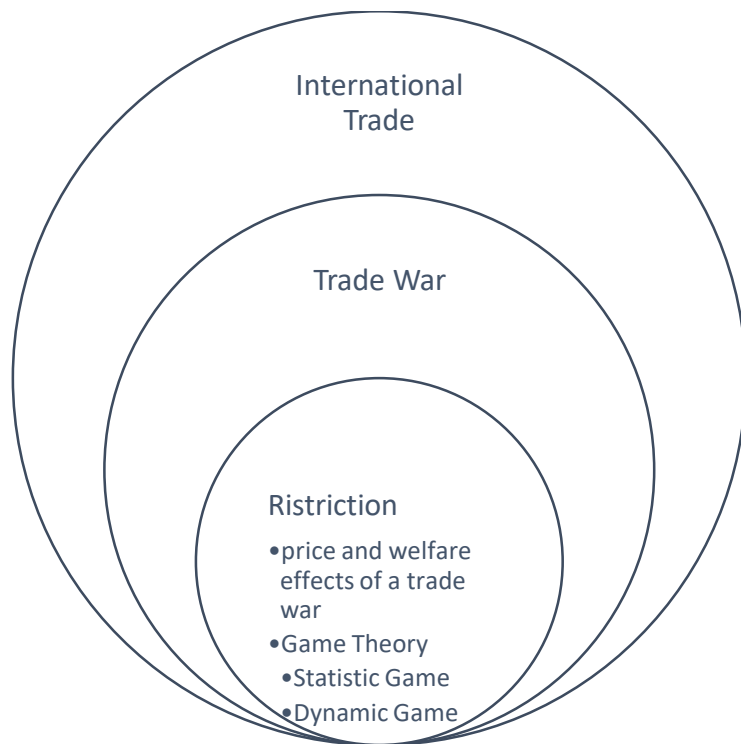 International
Trade
Trade War
Ristriction
•price and welfare
effects of a trade
war
•Game Theory
•Statistic Game
•Dynamic Game